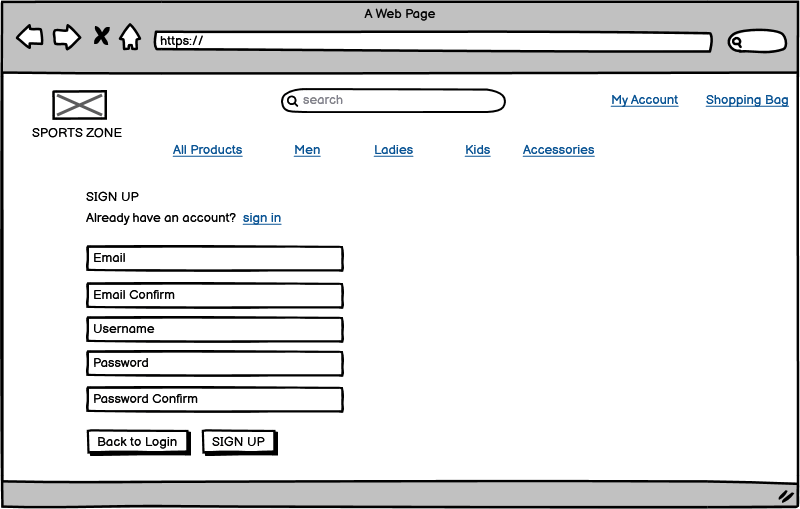 A Web Page
https://
search
My Account
Shopping Bag
SPORTS ZONE
All Products
Men
Ladies
Kids
Accessories
SIGN UP
Already have an account? sign in
Email
Email Confirm
Username
Password
Password Confirm
Back to Login
SIGN UP